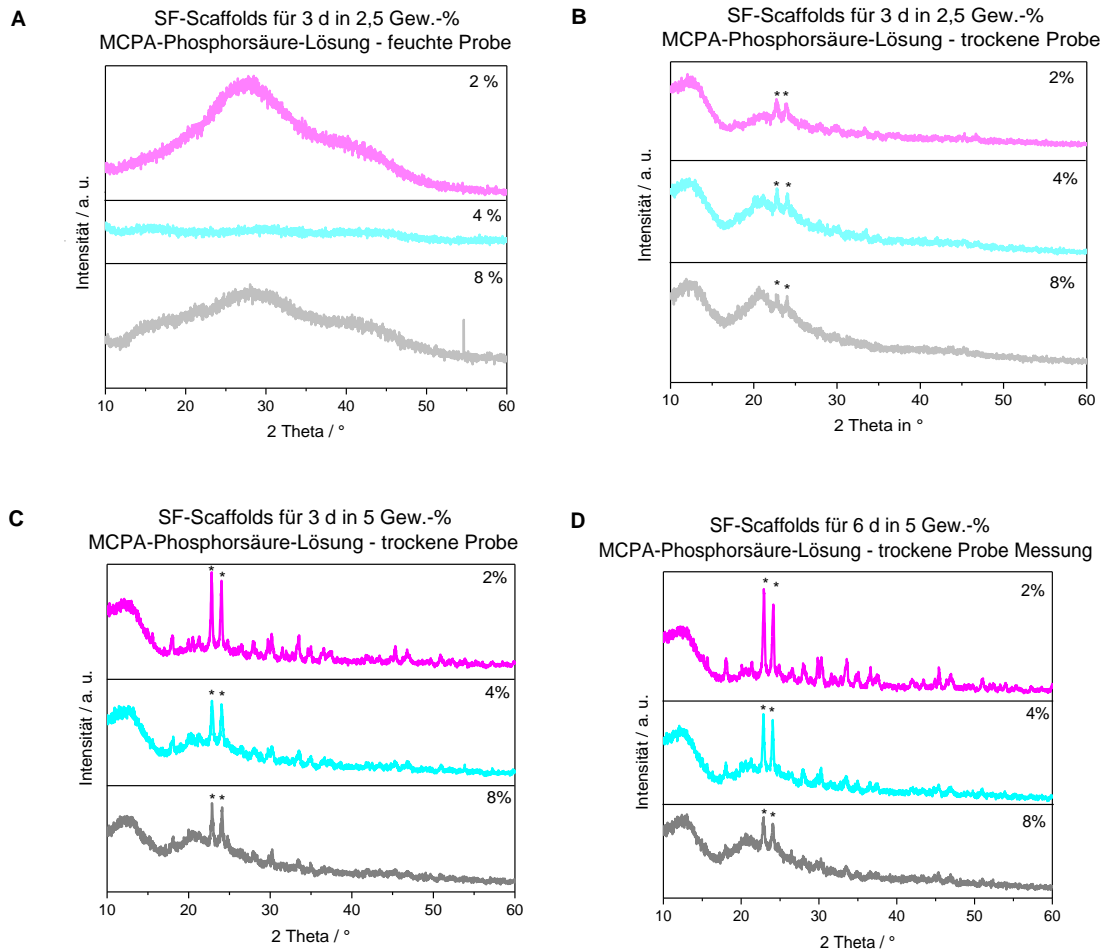 A
SF-Scaffolds für 3 d in 2,5 Gew.-%
MCPA-Phosphorsäure-Lösung - feuchte Probe
2 %
4 %
8 %
Intensität / a. u.
10 20 30 40 50 60
2 Theta / °
B
SF-Scaffolds für 3 d in 2,5 Gew.-%
MCPA-Phosphorsäure-Lösung - trockene Probe
2%
* *
4%
* *
8%
* *
Intensität / a. u.
10 20 30 40 50 60
2 Theta in °
C
SF-Scaffolds für 3 d in 5 Gew.-%
MCPA-Phosphorsäure-Lösung - trockene Probe
2%
* *
4%
* *
8%
* *
Intensität / a. u.
10 20 30 40 50 60
2 Theta / °
D
SF-Scaffolds für 6 d in 5 Gew.-%
MCPA-Phosphorsäure-Lösung - trockene Probe Messung
2%
* *
4%
* *
8%
* *
Intensität / a. u.
10 20 30 40 50 60
2 Theta / °